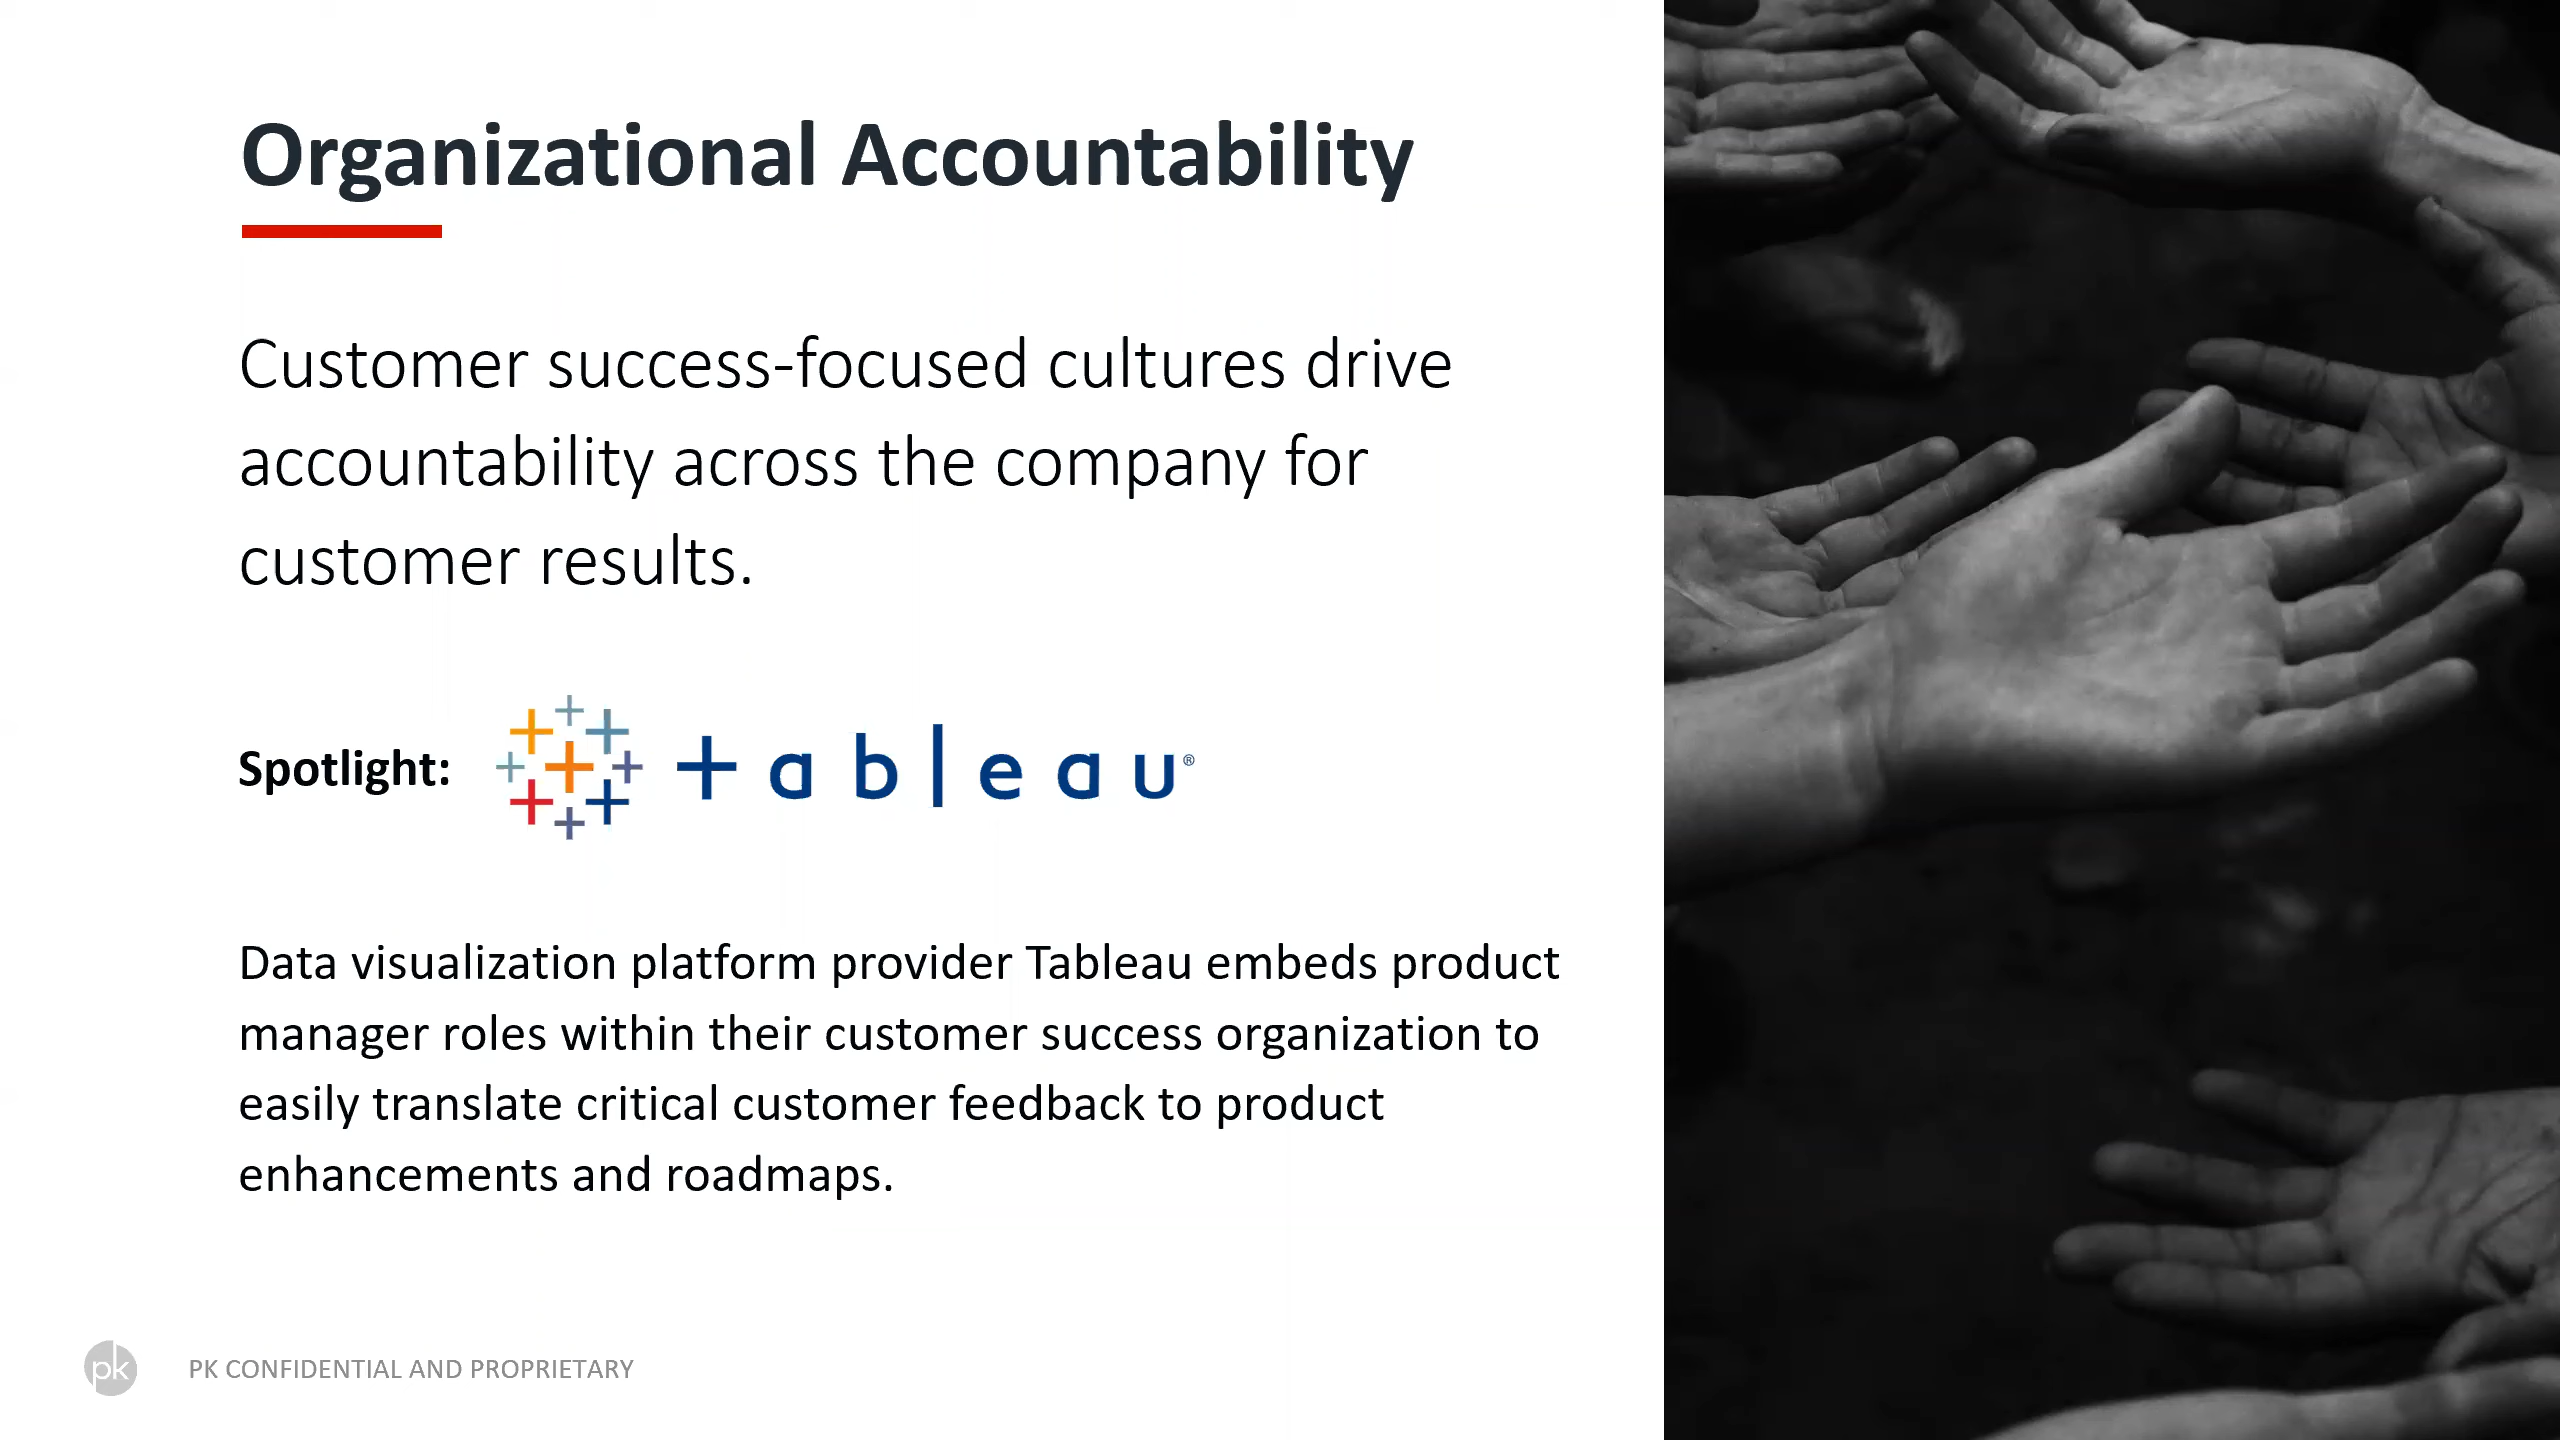 Organizational Accountability
Customer success-focused cultures drive
accountability across the company for
customer results.
Spotlight: tableau®
Data visualization platform provider Tableau embeds product
manager roles within their customer success organization to
easily translate critical customer feedback to product
enhancements and roadmaps.
pk PK CONFIDENTIAL AND PROPRIETARY